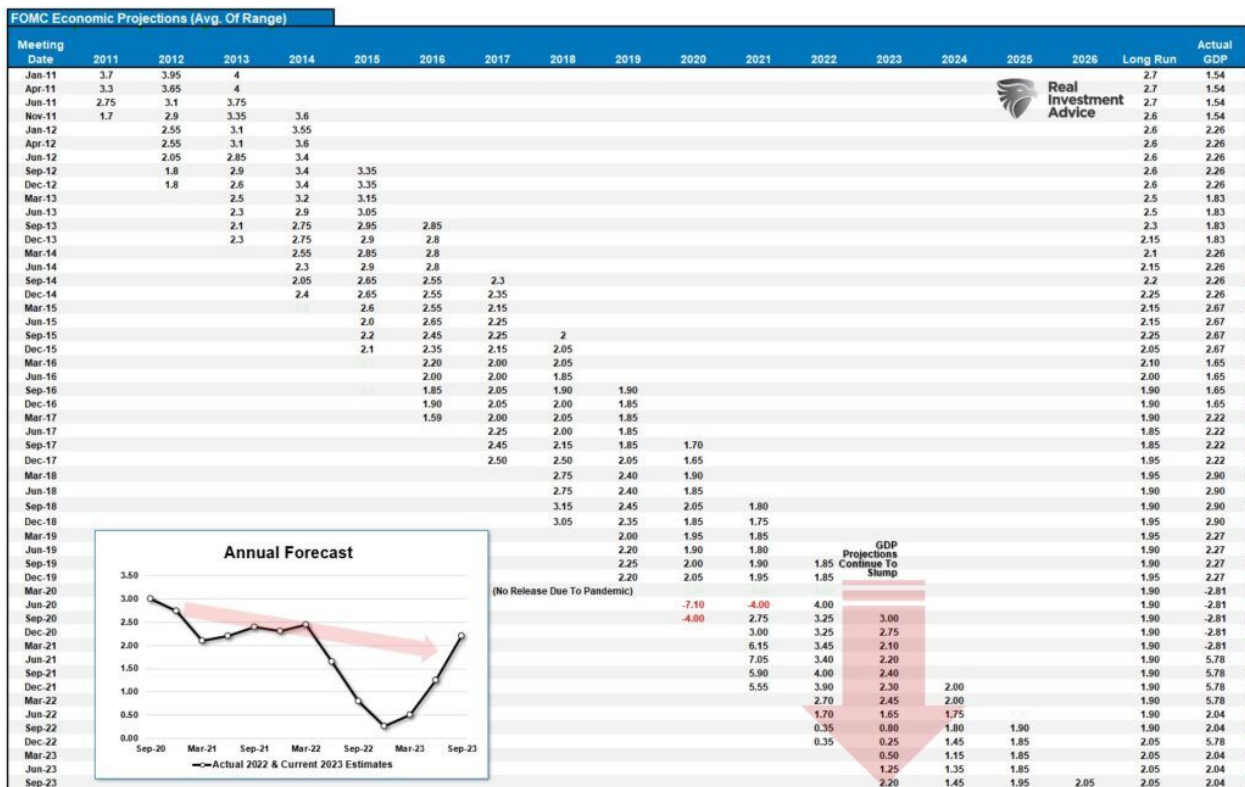 FOMC Economic Projections (Avg. Of Range)
Meeting Date 2011 2012 2013 2014 2015 2016 2017 2018 2019 2020 2021 2022 2023 2024 2025 2026 Long Run Actual GDP
Jan-11 3.7 3.95 4 2.7 1.54
Apr-11 3.3 3.65 4 2.7 1.54
Jun-11 2.75 3.1 3.75 2.7 1.54
Nov-11 1.7 2.9 3.35 3.6 2.6 1.54
Real
Investment
Advice
Jan-12 2.55 3.1 3.55 2.6 2.26
Apr-12 2.55 3.1 3.6 2.6 2.26
Jun-12 2.05 2.85 3.4 2.6 2.26
Sep-12 1.8 2.9 3.4 3.35 2.6 2.26
Dec-12 1.8 2.6 3.4 3.35 2.6 2.26
Mar-13 2.5 3.2 3.15 2.5 1.83
Jun-13 2.3 2.9 3.05 2.5 1.83
Sep-13 2.1 2.75 2.95 2.85 2.3 1.83
Dec-13 2.3 2.75 2.9 2.8 2.15 1.83
Mar-14 2.55 2.85 2.8 2.1 2.26
Jun-14 2.3 2.9 2.8 2.15 2.26
Sep-14 2.05 2.65 2.55 2.3 2.2 2.26
Dec-14 2.4 2.65 2.55 2.35 2.25 2.26
Mar-15 2.6 2.55 2.15 2.15 2.67
Jun-15 2.0 2.65 2.25 2.15 2.67
Sep-15 2.2 2.45 2.25 2 2.25 2.67
Dec-15 2.1 2.35 2.15 2.05 2.05 2.67
Mar-16 2.20 2.00 2.05 2.10 1.65
Jun-16 2.00 2.00 1.85 2.00 1.65
Sep-16 1.85 2.05 1.90 1.90 1.90 1.65
Dec-16 1.90 2.05 2.00 1.85 1.90 1.65
Mar-17 1.59 2.00 2.05 1.85 1.90 2.22
Jun-17 2.25 2.00 1.85 1.85 2.22
Sep-17 2.45 2.15 1.85 1.70 1.85 2.22
Dec-17 2.50 2.50 2.05 1.65 1.95 2.22
Mar-18 2.75 2.40 1.90 1.95 2.90
Jun-18 2.75 2.40 1.85 1.90 2.90
Sep-18 3.15 2.45 2.05 1.80 1.90 2.90
Dec-18 3.05 2.35 1.85 1.75 1.95 2.90
Mar-19 2.00 1.95 1.85 1.95 2.27
Jun-19 2.20 1.90 1.80 1.90 2.27
Sep-19 2.25 2.00 1.90 1.85 1.90 2.27
Dec-19 2.20 2.05 1.95 1.85 1.95 2.27
GDP
Projections
Continue To
Slump
Mar-20 (No Release Due To Pandemic) 1.90 -2.81
Jun-20 -7.10 -4.00 4.00 1.90 -2.81
Sep-20 -4.00 2.75 3.25 3.00 1.90 -2.81
Dec-20 3.00 3.25 2.75 1.90 -2.81
Mar-21 6.15 3.45 2.10 1.90 -2.81
Jun-21 7.05 3.40 2.20 1.90 5.78
Sep-21 5.90 4.00 2.40 1.90 5.78
Dec-21 5.55 3.90 2.30 2.00 1.90 5.78
Mar-22 2.70 2.45 2.00 1.90 5.78
Jun-22 1.70 1.65 1.75 1.90 2.04
Sep-22 0.35 0.80 1.80 1.90 1.90 2.04
Dec-22 0.35 0.25 1.45 1.85 2.05 5.78
Mar-23 0.50 1.15 1.85 2.05 2.04
Jun-23 1.25 1.35 1.85 2.05 2.04
Sep-23 2.20 1.45 1.95 2.05 2.05 2.04
Annual Forecast
3.50
3.00
2.50
2.00
1.50
1.00
0.50
0.00
Sep-20 Mar-21 Sep-21 Mar-22 Sep-22 Mar-23 Sep-23
Actual 2022 & Current 2023 Estimates